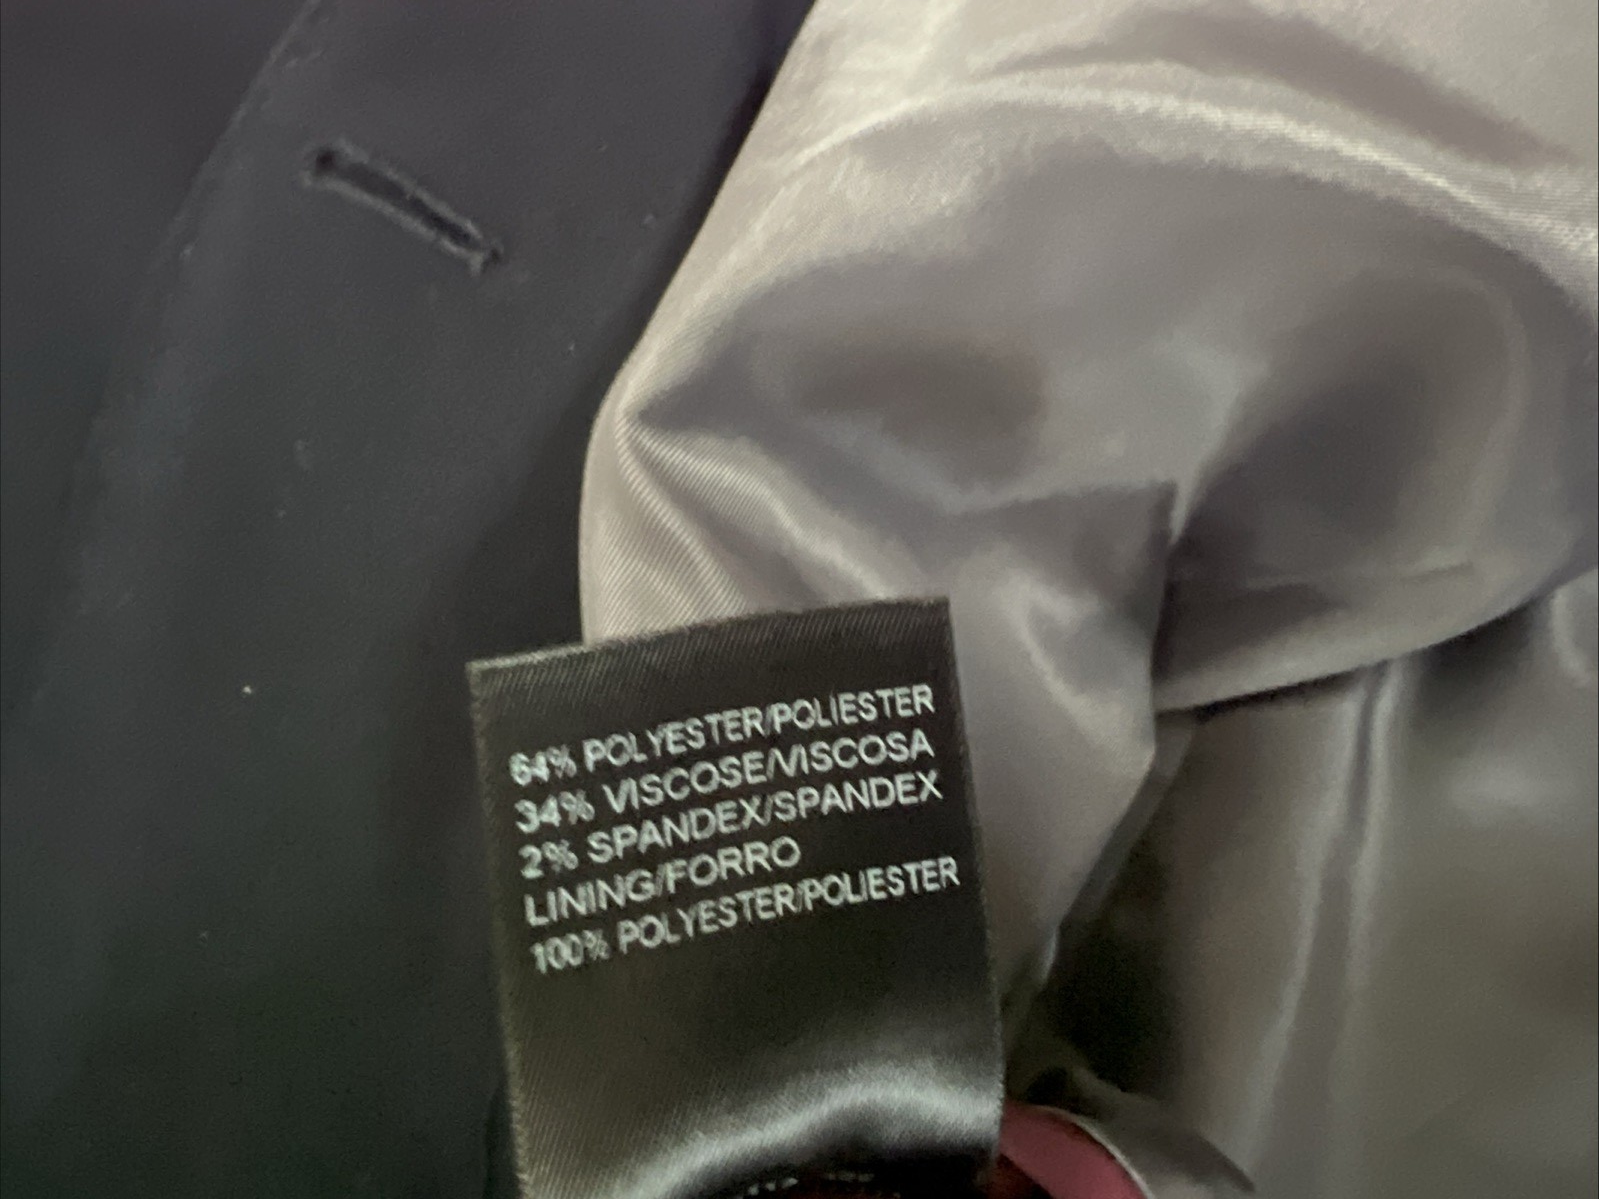 64% POLYESTER/POLIESTER
34% VISCOSE/VISCOSA
2% SPANDEX/SPANDEX
LINING/FORRO
100% POLYESTER/POLIESTER